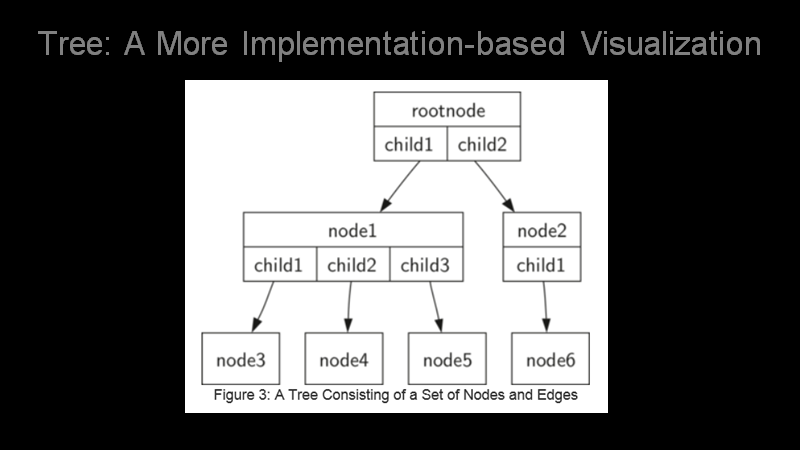 Tree: A More Implementation-based Visualization
rootnode
child1 child2
node1 node2
child1 child2 child3 child1
node3 node4 node5 node6
Figure 3: A Tree Consisting of a Set of Nodes and Edges